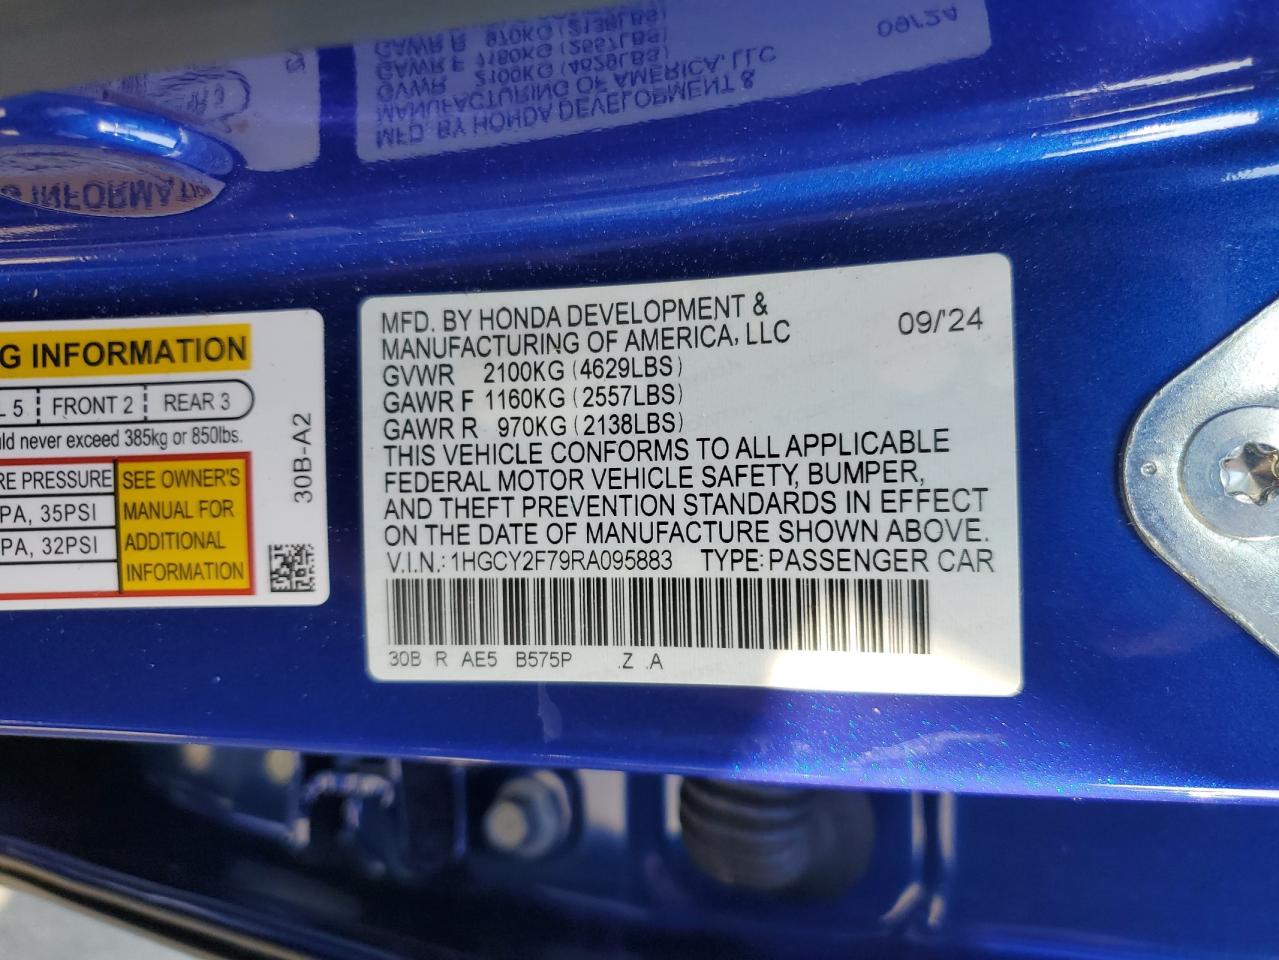 MFD. BY HONDA DEVELOPMENT & 09/'24
MANUFACTURING OF AMERICA, LLC
GVWR 2100KG (4629LBS)
GAWR F 1160KG (2557LBS)
GAWR R 970KG (2138LBS)
THIS VEHICLE CONFORMS TO ALL APPLICABLE
FEDERAL MOTOR VEHICLE SAFETY, BUMPER,
AND THEFT PREVENTION STANDARDS IN EFFECT
ON THE DATE OF MANUFACTURE SHOWN ABOVE.
V.I.N.: 1HGCY2F79RA095883 TYPE: PASSENGER CAR
30B R AE5 B575P .Z .A
G INFORMATION
L 5 FRONT 2 REAR 3
uld never exceed 385kg or 850lbs.
RE PRESSURE
PA, 35PSI
PA, 32PSI
SEE OWNER'S
MANUAL FOR
ADDITIONAL
INFORMATION
30B-A2